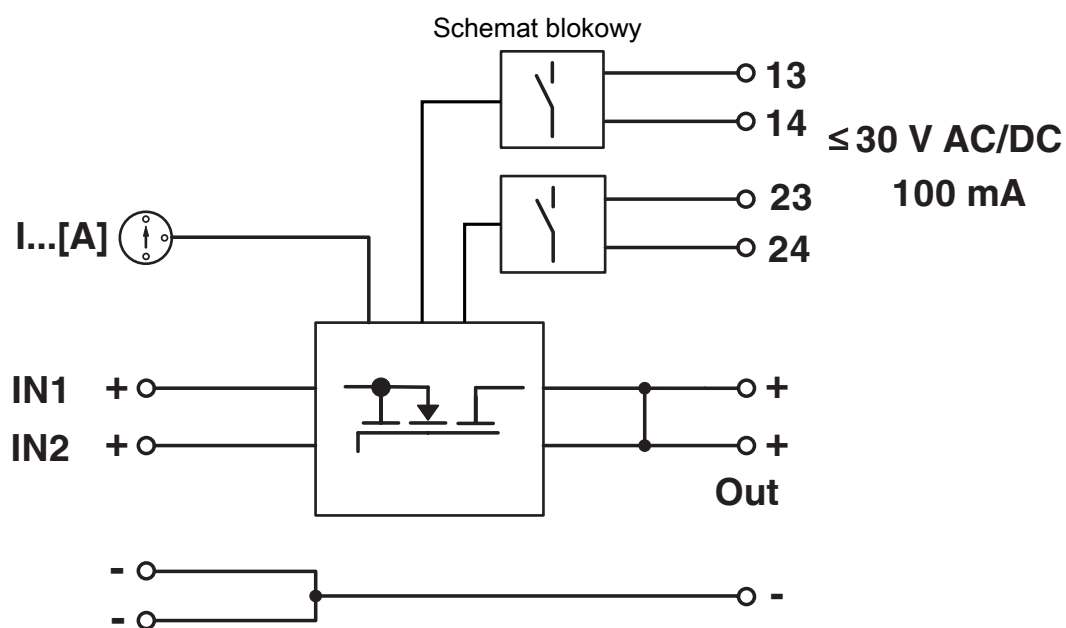 Schemat blokowy
13
14
≤ 30 V AC/DC
100 mA
23
24
I...[A]
IN1 + +
IN2 + +
Out
- -
-